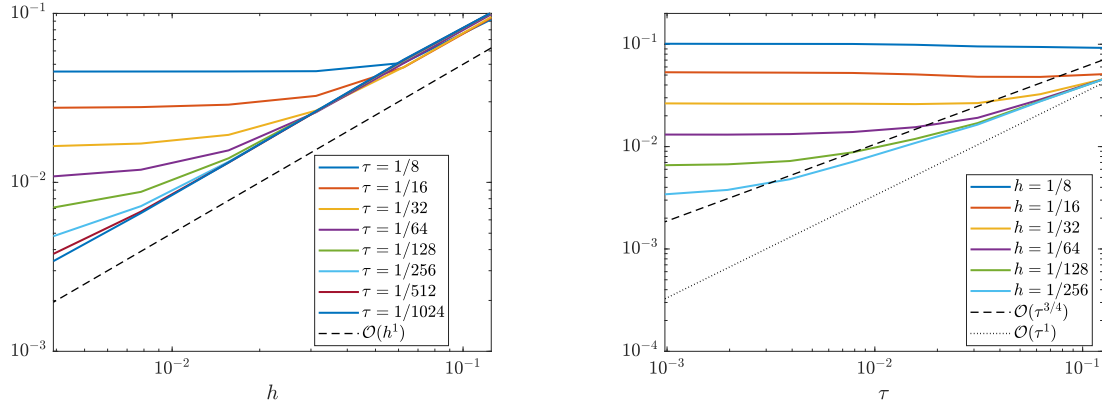 10^{-1}
10^{-2}
10^{-3}
10^{-2}
10^{-1}
h
τ = 1/8
τ = 1/16
τ = 1/32
τ = 1/64
τ = 1/128
τ = 1/256
τ = 1/512
τ = 1/1024
𝒪(h^1)
10^{-1}
10^{-2}
10^{-3}
10^{-4}
10^{-3}
10^{-2}
10^{-1}
τ
h = 1/8
h = 1/16
h = 1/32
h = 1/64
h = 1/128
h = 1/256
𝒪(τ^{3/4})
𝒪(τ^1)